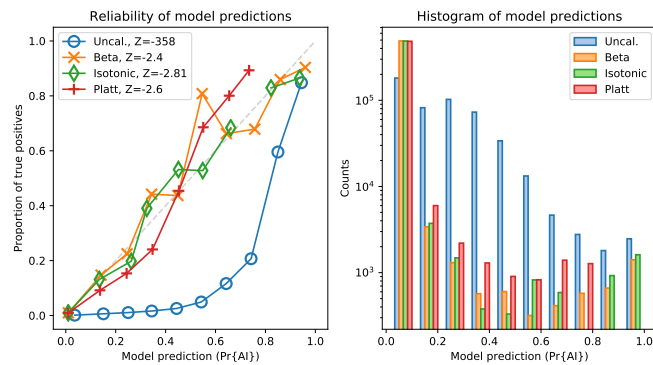 Reliability of model predictions
Uncal., Z=-358
Beta, Z=-2.4
Isotonic, Z=-2.81
Platt, Z=-2.6
Proportion of true positives
1.0
0.8
0.6
0.4
0.2
0.0
0.0 0.2 0.4 0.6 0.8 1.0
Model prediction (Pr{AI})
Histogram of model predictions
Uncal.
Beta
Isotonic
Platt
Counts
10^5
10^4
10^3
0.0 0.2 0.4 0.6 0.8 1.0
Model prediction (Pr{AI})